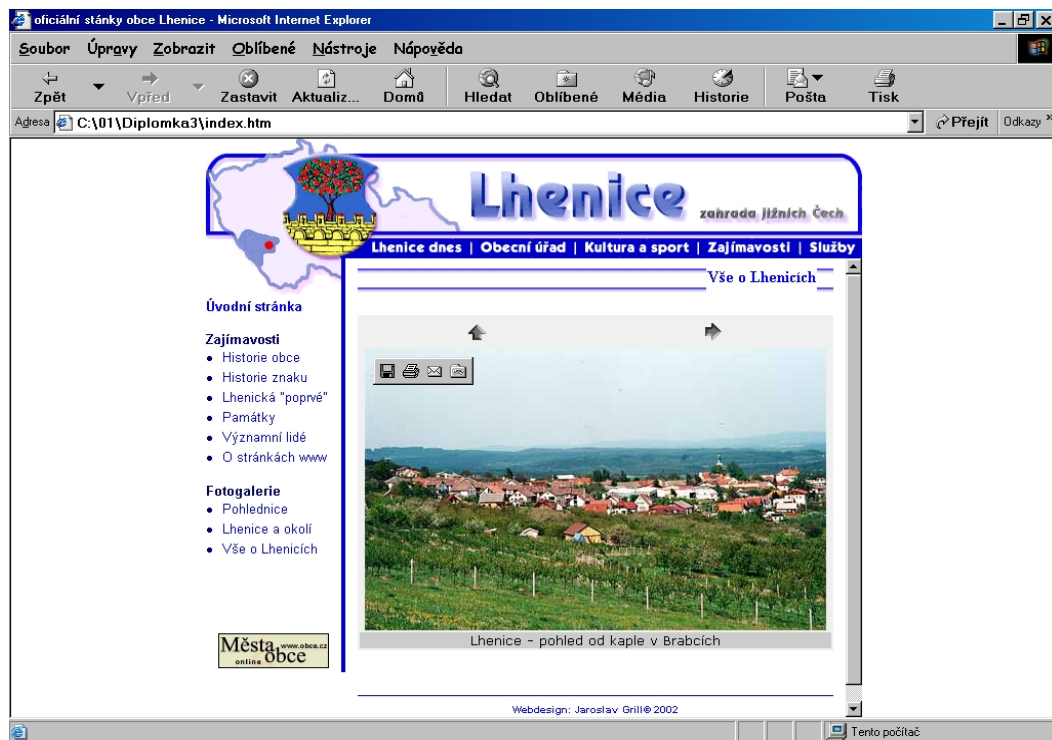 oficiální stánky obce Lhenice - Microsoft Internet Explorer
Soubor Úpravy Zobrazit Oblíbené Nástroje Nápověda
Zpět Vpřed Zastavit Aktualiz... Domů Hledat Oblíbené Média Historie Pošta Tisk
Adresa C:\01\Diplomka3\index.htm Přejít Odkazy »
Lhenice
zahrada Jižních Čech
Lhenice dnes | Obecní úřad | Kultura a sport | Zajímavosti | Služby
Vše o Lhenicích
Úvodní stránka
Zajímavosti
• Historie obce
• Historie znaku
• Lhenická "poprvé"
• Památky
• Významní lidé
• O stránkách www
Fotogalerie
• Pohlednice
• Lhenice a okolí
• Vše o Lhenicích
Města www.obce.cz
online obce
Lhenice - pohled od kaple v Brabcích
Webdesign: Jaroslav Grill© 2002
Tento počítač